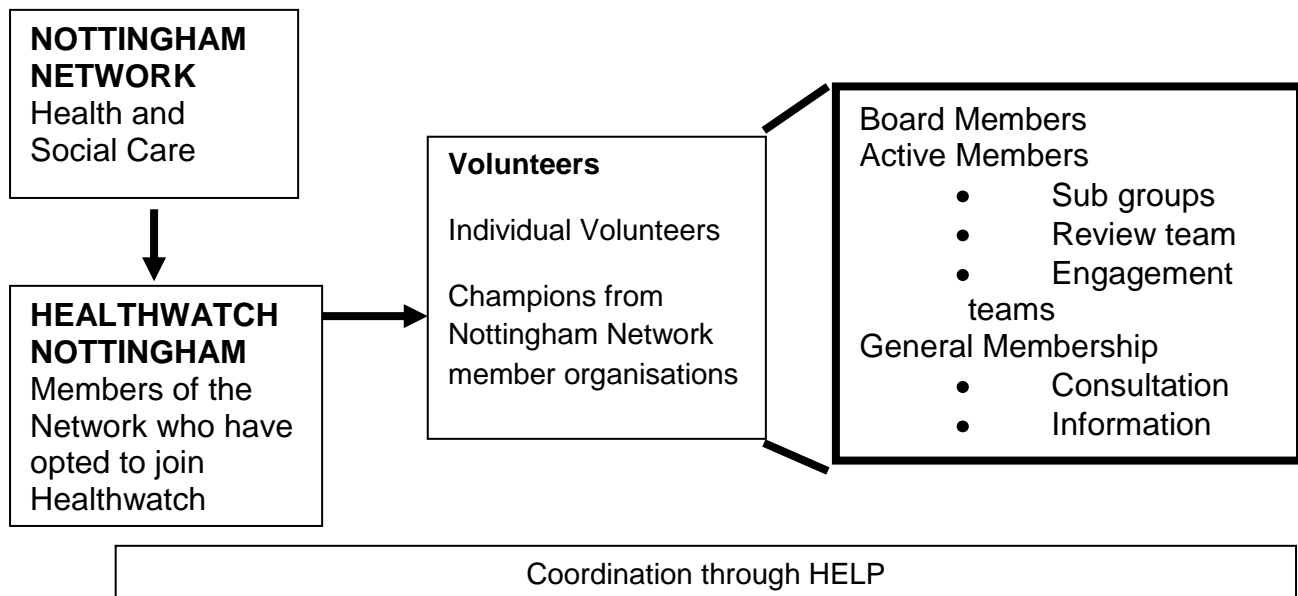 NOTTINGHAM
NETWORK
Health and
Social Care
HEALTHWATCH
NOTTINGHAM
Members of the
Network who have
opted to join
Healthwatch
Volunteers
Individual Volunteers
Champions from
Nottingham Network
member organisations
Board Members
Active Members
• Sub groups
• Review team
• Engagement
teams
General Membership
• Consultation
• Information
Coordination through HELP